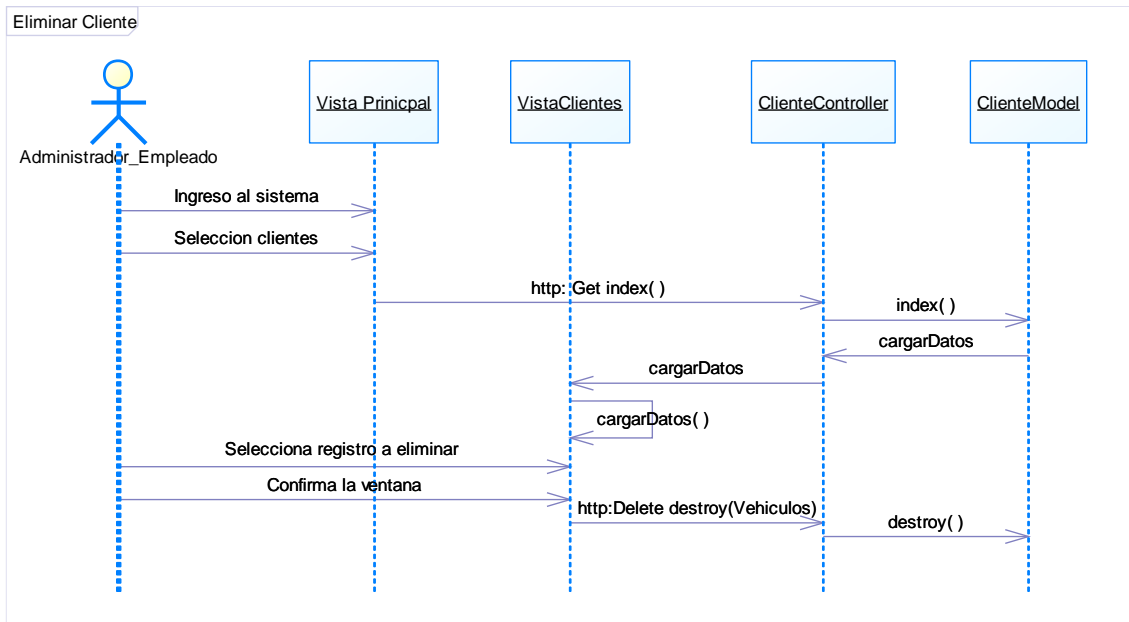 Eliminar Cliente
Vista Prinicpal
VistaClientes
ClienteController
ClienteModel
Administrador_Empleado
Ingreso al sistema
Seleccion clientes
http: Get index( )
index( )
cargarDatos
cargarDatos
cargarDatos( )
Selecciona registro a eliminar
Confirma la ventana
http:Delete destroy(Vehiculos)
destroy( )